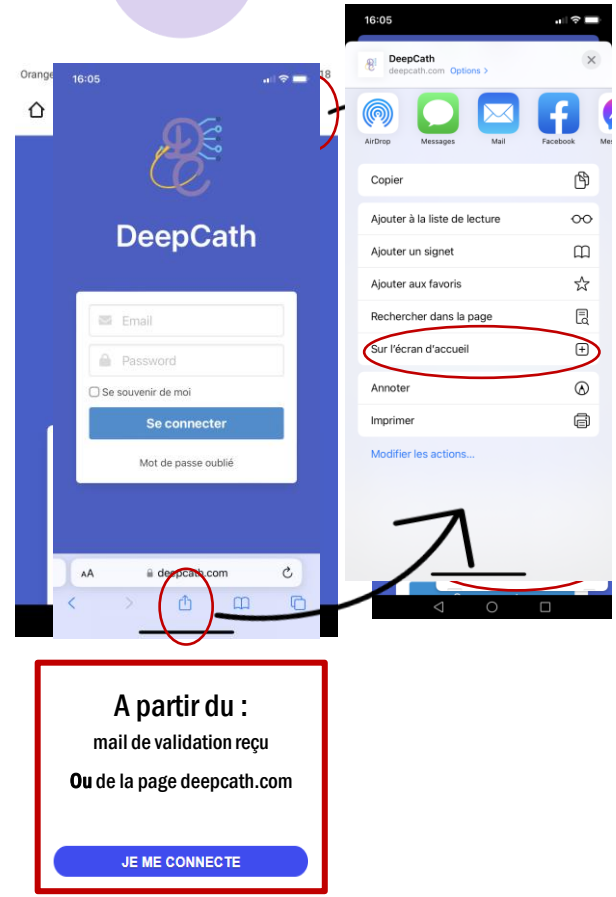 Orange
18
16:05
DeepCath
Email
Password
Se souvenir de moi
Se connecter
Mot de passe oublié
AA
deepcath.com
16:05
DeepCath
deepcath.com Options >
AirDrop
Messages
Mail
Facebook
Mes
Copier
Ajouter à la liste de lecture
Ajouter un signet
Ajouter aux favoris
Rechercher dans la page
Sur l'écran d'accueil
Annoter
Imprimer
Modifier les actions...
A partir du :
mail de validation reçu
Ou de la page deepcath.com
JE ME CONNECTE